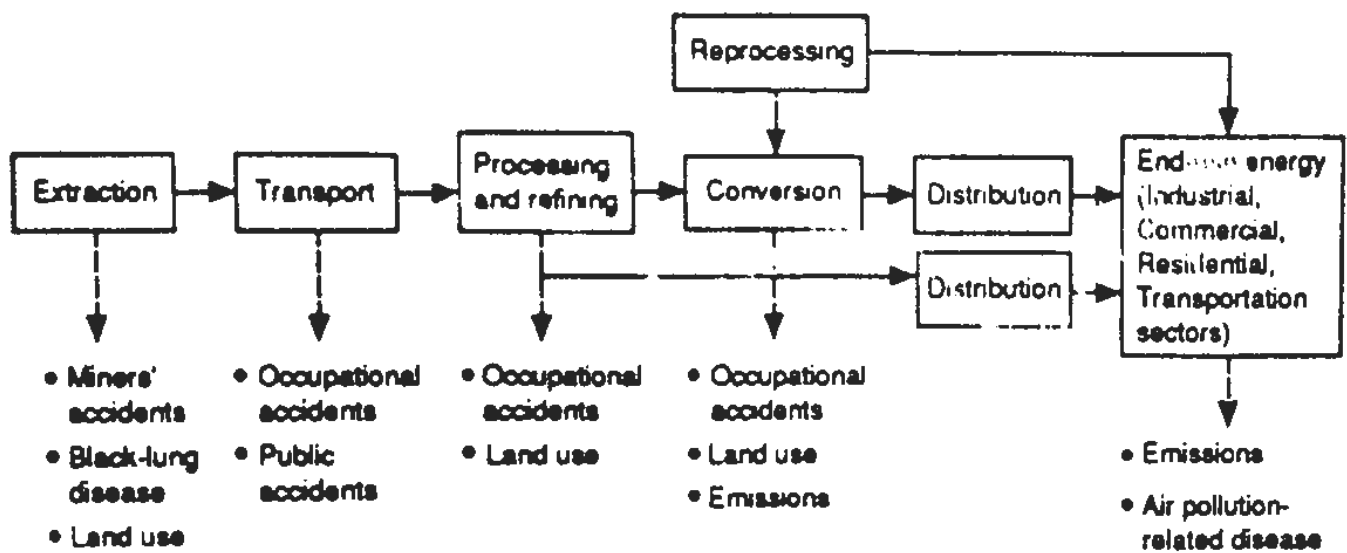 Reprocessing
Extraction
Transport
Processing
and refining
Conversion
Distribution
Distribution
End energy
(Industrial,
Commercial,
Residential,
Transportation
sectors)
• Miners'
accidents
• Black-lung
disease
• Land use
• Occupational
accidents
• Public
accidents
• Occupational
accidents
• Land use
• Occupational
accidents
• Land use
• Emissions
• Emissions
• Air pollution-
related disease